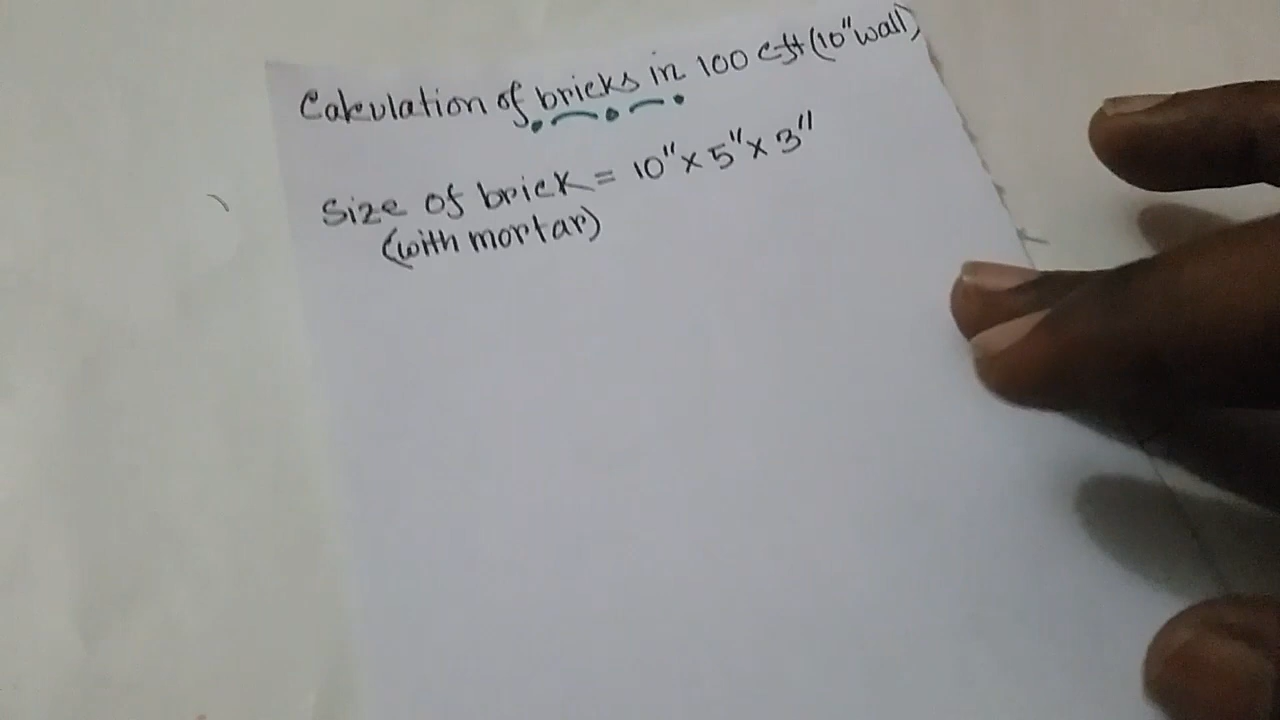 Calculation of bricks in 100 cft (10" wall)
Size of brick = 10" x 5" x 3"
(with mortar)